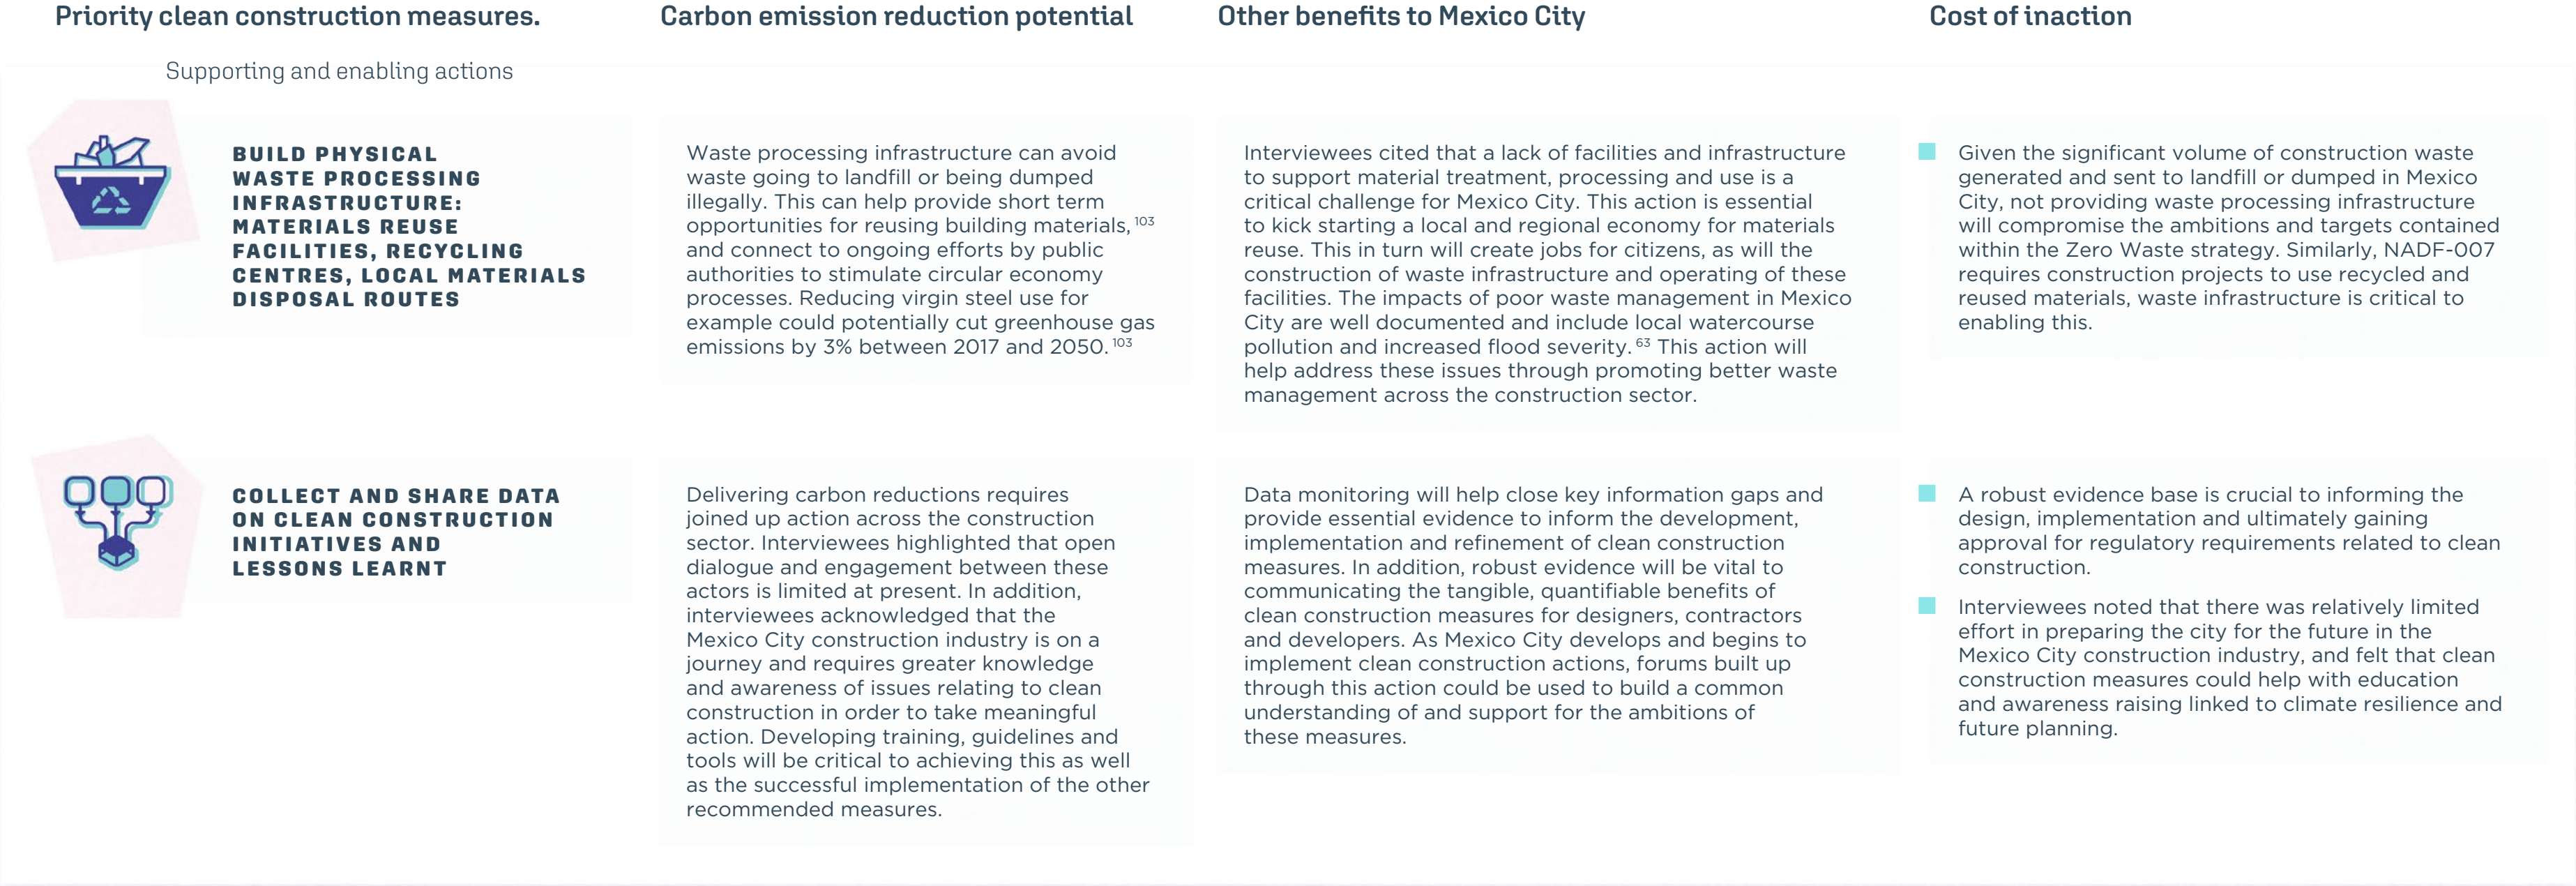 Priority clean construction measures.
Carbon emission reduction potential
Other benefits to Mexico City
Cost of inaction
Supporting and enabling actions
BUILD PHYSICAL
WASTE PROCESSING
INFRASTRUCTURE:
MATERIALS REUSE
FACILITIES, RECYCLING
CENTRES, LOCAL MATERIALS
DISPOSAL ROUTES
Waste processing infrastructure can avoid
waste going to landfill or being dumped
illegally. This can help provide short term
opportunities for reusing building materials, 103
and connect to ongoing efforts by public
authorities to stimulate circular economy
processes. Reducing virgin steel use for
example could potentially cut greenhouse gas
emissions by 3% between 2017 and 2050. 103
Interviewees cited that a lack of facilities and infrastructure
to support material treatment, processing and use is a
critical challenge for Mexico City. This action is essential
to kick starting a local and regional economy for materials
reuse. This in turn will create jobs for citizens, as will the
construction of waste infrastructure and operating of these
facilities. The impacts of poor waste management in Mexico
City are well documented and include local watercourse
pollution and increased flood severity. 63 This action will
help address these issues through promoting better waste
management across the construction sector.
Given the significant volume of construction waste
generated and sent to landfill or dumped in Mexico
City, not providing waste processing infrastructure
will compromise the ambitions and targets contained
within the Zero Waste strategy. Similarly, NADF-007
requires construction projects to use recycled and
reused materials, waste infrastructure is critical to
enabling this.
COLLECT AND SHARE DATA
ON CLEAN CONSTRUCTION
INITIATIVES AND
LESSONS LEARNT
Delivering carbon reductions requires
joined up action across the construction
sector. Interviewees highlighted that open
dialogue and engagement between these
actors is limited at present. In addition,
interviewees acknowledged that the
Mexico City construction industry is on a
journey and requires greater knowledge
and awareness of issues relating to clean
construction in order to take meaningful
action. Developing training, guidelines and
tools will be critical to achieving this as well
as the successful implementation of the other
recommended measures.
Data monitoring will help close key information gaps and
provide essential evidence to inform the development,
implementation and refinement of clean construction
measures. In addition, robust evidence will be vital to
communicating the tangible, quantifiable benefits of
clean construction measures for designers, contractors
and developers. As Mexico City develops and begins to
implement clean construction actions, forums built up
through this action could be used to build a common
understanding of and support for the ambitions of
these measures.
A robust evidence base is crucial to informing the
design, implementation and ultimately gaining
approval for regulatory requirements related to clean
construction.
Interviewees noted that there was relatively limited
effort in preparing the city for the future in the
Mexico City construction industry, and felt that clean
construction measures could help with education
and awareness raising linked to climate resilience and
future planning.